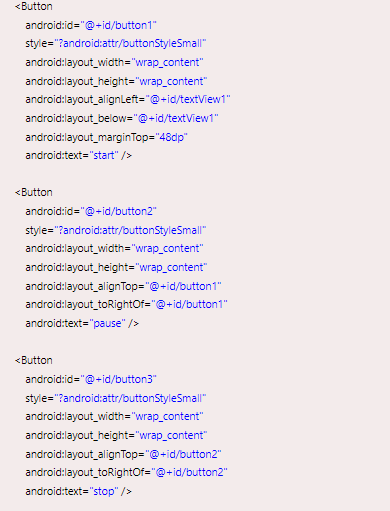 <Button
android:id="@+id/button1"
style="?android:attr/buttonStyleSmall"
android:layout_width="wrap_content"
android:layout_height="wrap_content"
android:layout_alignLeft="@+id/textView1"
android:layout_below="@+id/textView1"
android:layout_marginTop="48dp"
android:text="start" />
<Button
android:id="@+id/button2"
style="?android:attr/buttonStyleSmall"
android:layout_width="wrap_content"
android:layout_height="wrap_content"
android:layout_alignTop="@+id/button1"
android:layout_toRightOf="@+id/button1"
android:text="pause" />
<Button
android:id="@+id/button3"
style="?android:attr/buttonStyleSmall"
android:layout_width="wrap_content"
android:layout_height="wrap_content"
android:layout_alignTop="@+id/button2"
android:layout_toRightOf="@+id/button2"
android:text="stop" />